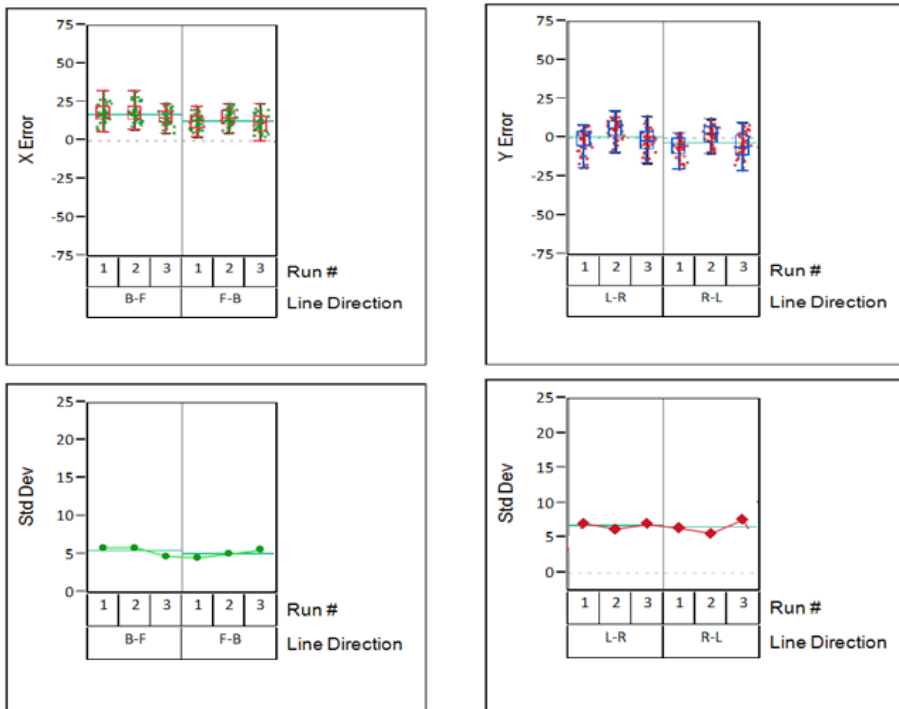 X Error
75
50
25
0
-25
-50
-75
1 2 3 1 2 3 Run #
B-F F-B Line Direction
Y Error
75
50
25
0
-25
-50
-75
1 2 3 1 2 3 Run #
L-R R-L Line Direction
Std Dev
25
20
15
10
5
0
1 2 3 1 2 3 Run #
B-F F-B Line Direction
Std Dev
25
20
15
10
5
0
1 2 3 1 2 3 Run #
L-R R-L Line Direction